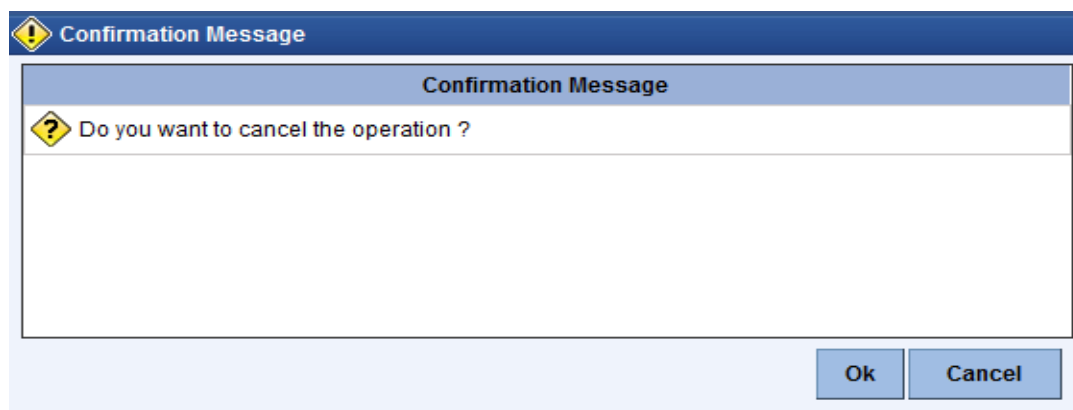 Confirmation Message
Confirmation Message
Do you want to cancel the operation ?
Ok Cancel